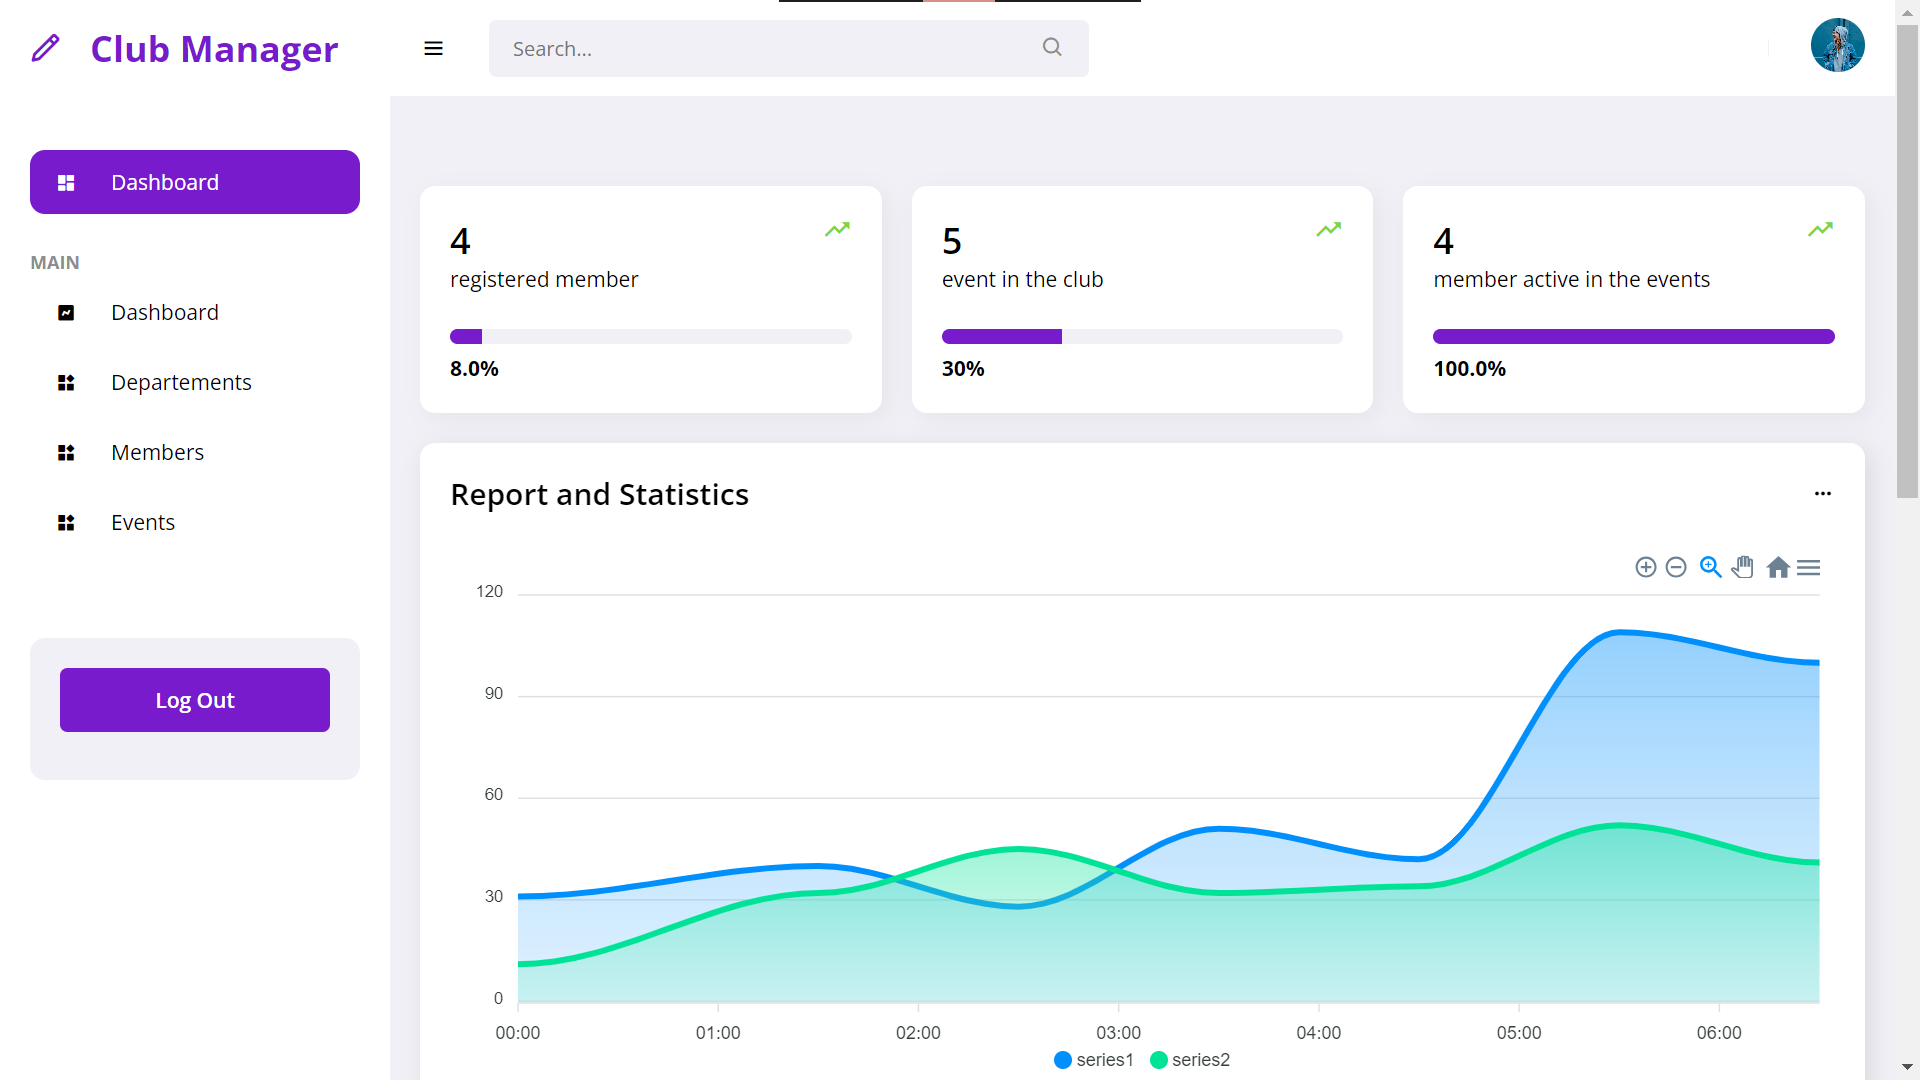 Club Manager
Search...
Dashboard
MAIN
Dashboard
Departements
Members
Events
Log Out
4
registered member
8.0%
5
event in the club
30%
4
member active in the events
100.0%
Report and Statistics
120
90
60
30
0
00:00 01:00 02:00 03:00 04:00 05:00 06:00
series1 series2